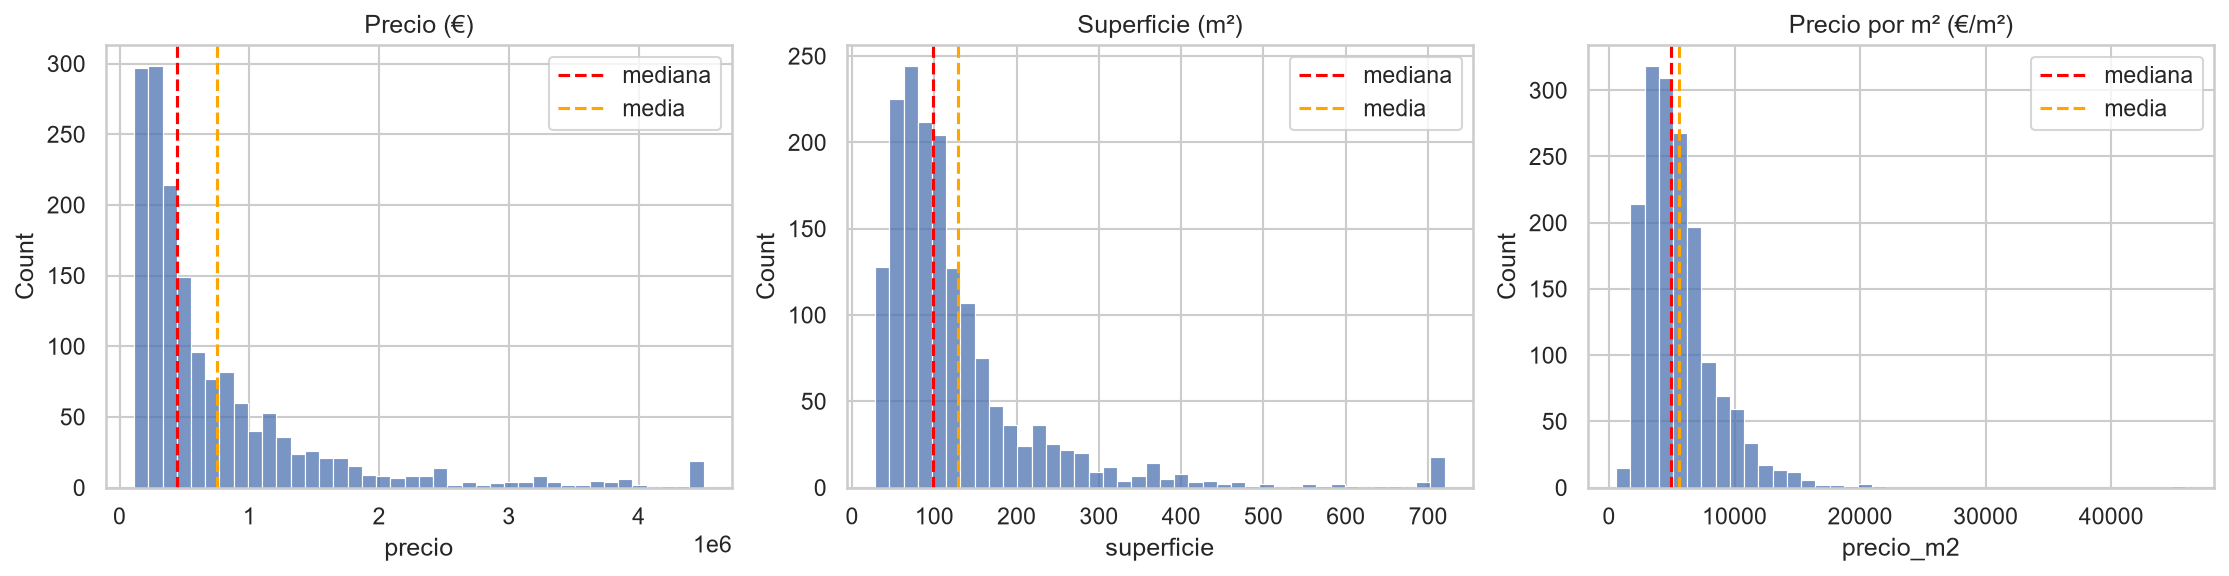 Precio (€)
300
250
200
150
100
50
0
Count
mediana
media
0 1 2 3 4
1e6
precio
Superficie (m²)
250
200
150
100
50
0
Count
mediana
media
0 100 200 300 400 500 600 700
superficie
Precio por m² (€/m²)
300
250
200
150
100
50
0
Count
mediana
media
0 10000 20000 30000 40000
precio_m2